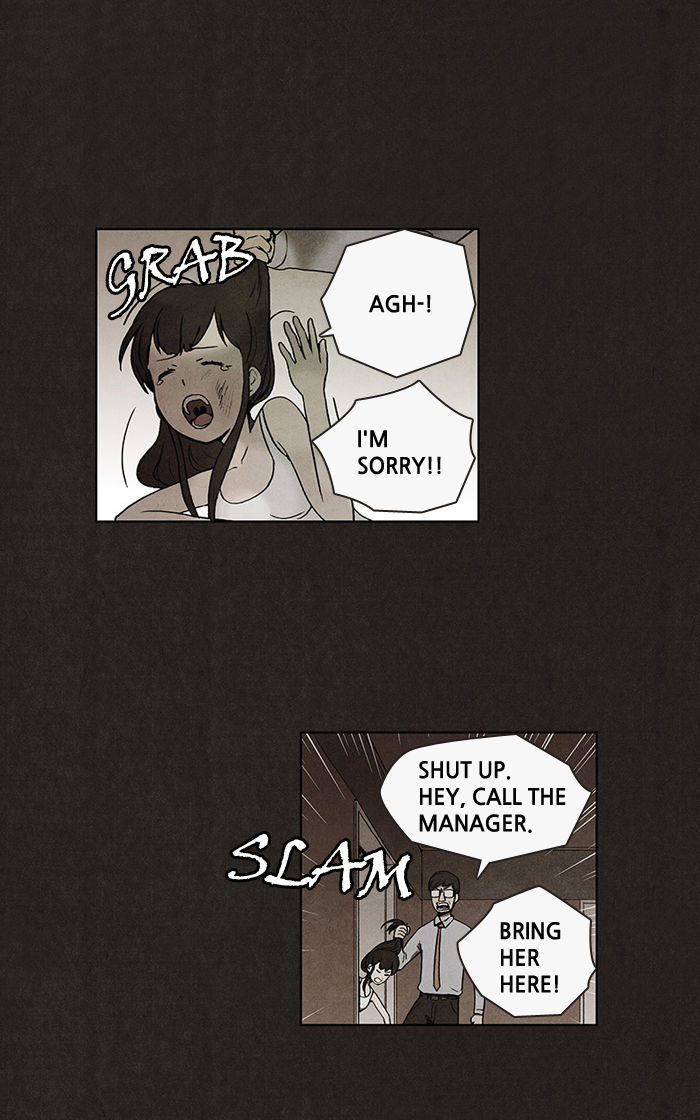 GRAB
AGH-!
I'M
SORRY!!
SHUT UP.
HEY, CALL THE
MANAGER.
SLAM
BRING
HER
HERE!